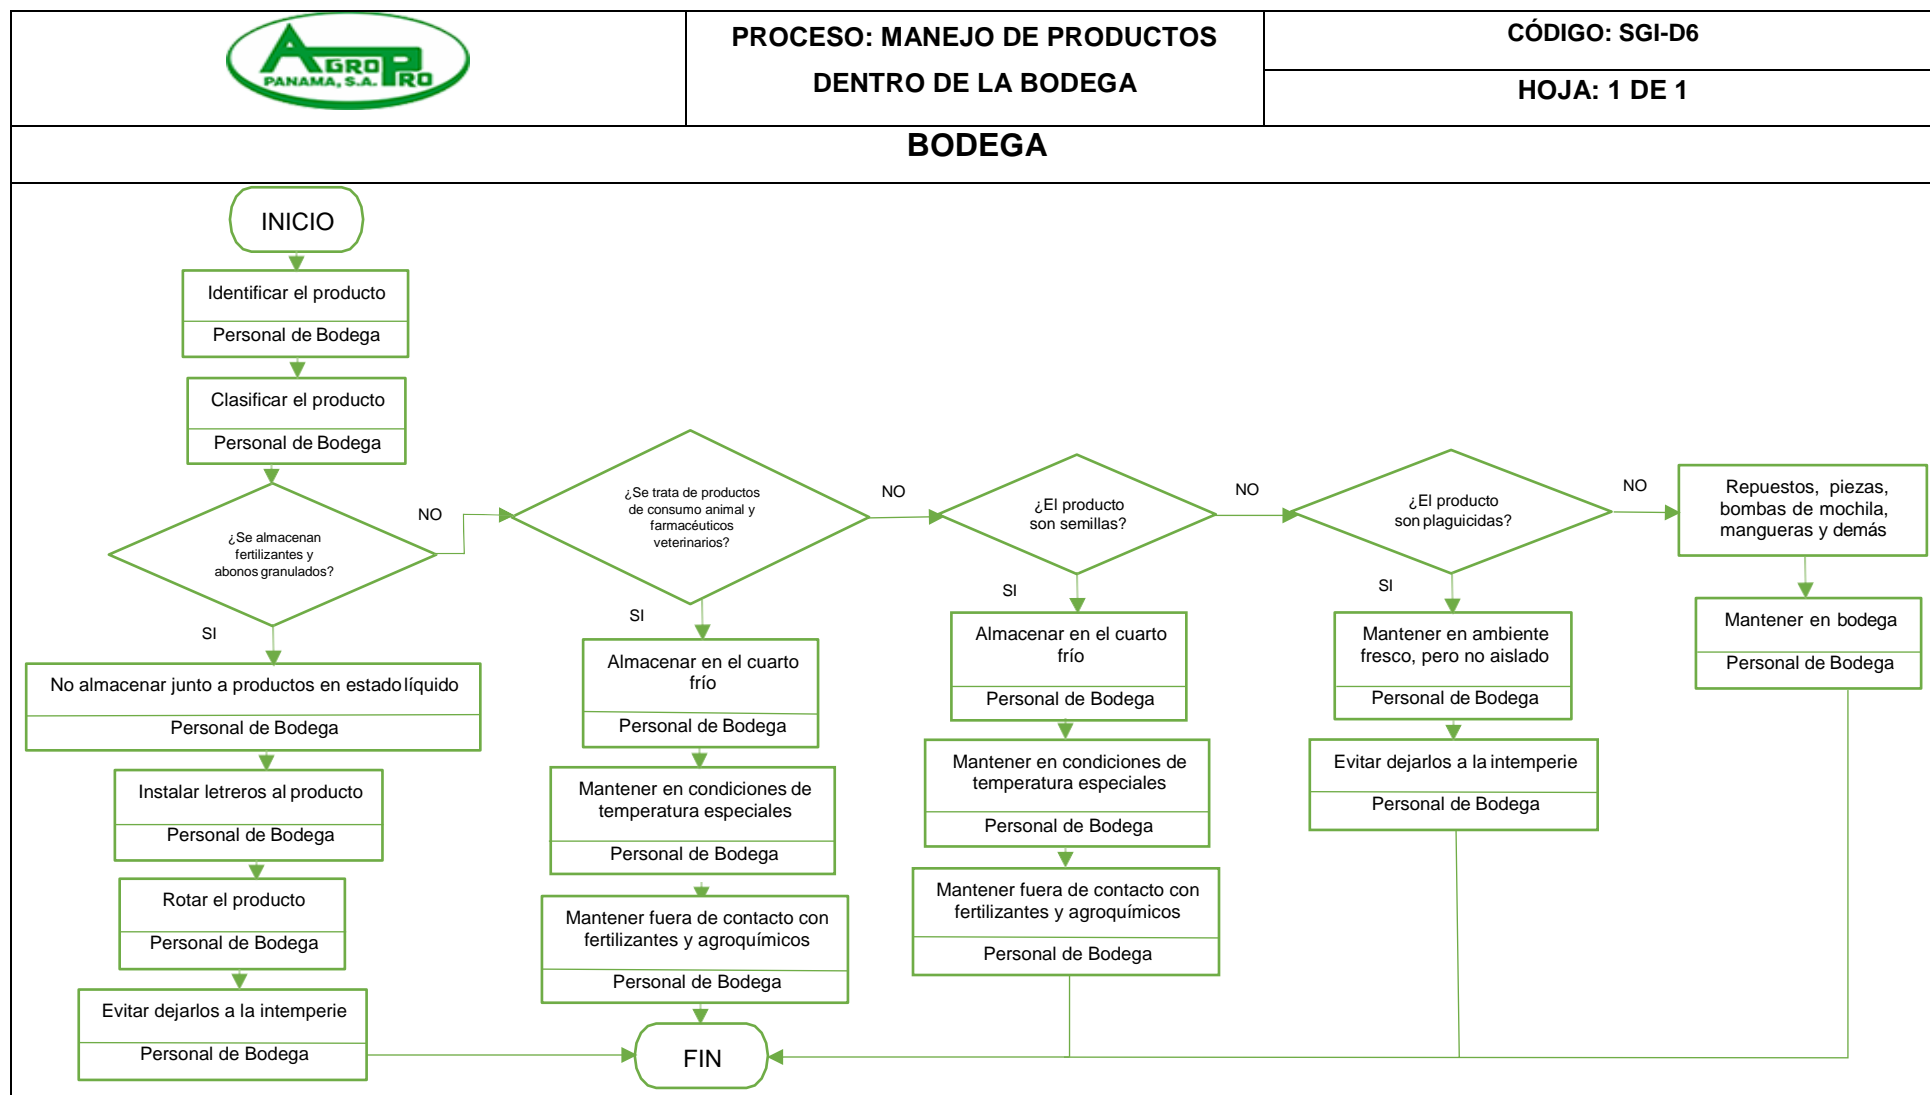 AGRO PRO
PANAMA, S.A.
PROCESO: MANEJO DE PRODUCTOS
DENTRO DE LA BODEGA
CÓDIGO: SGI-D6
HOJA: 1 DE 1
BODEGA
INICIO
Identificar el producto
Personal de Bodega
Clasificar el producto
Personal de Bodega
¿Se almacenan
fertilizantes y
abonos granulados?
NO
SI
No almacenar junto a productos en estado líquido
Personal de Bodega
Instalar letreros al producto
Personal de Bodega
Rotar el producto
Personal de Bodega
Evitar dejarlos a la intemperie
Personal de Bodega
¿Se trata de productos
de consumo animal y
farmacéuticos
veterinarios?
NO
SI
Almacenar en el cuarto
frío
Personal de Bodega
Mantener en condiciones de
temperatura especiales
Personal de Bodega
Mantener fuera de contacto con
fertilizantes y agroquímicos
Personal de Bodega
¿El producto
son semillas?
NO
SI
Almacenar en el cuarto
frío
Personal de Bodega
Mantener en condiciones de
temperatura especiales
Personal de Bodega
Mantener fuera de contacto con
fertilizantes y agroquímicos
Personal de Bodega
¿El producto
son plaguicidas?
NO
SI
Mantener en ambiente
fresco, pero no aislado
Personal de Bodega
Evitar dejarlos a la intemperie
Personal de Bodega
Repuestos, piezas,
bombas de mochila,
mangueras y demás
Mantener en bodega
Personal de Bodega
FIN